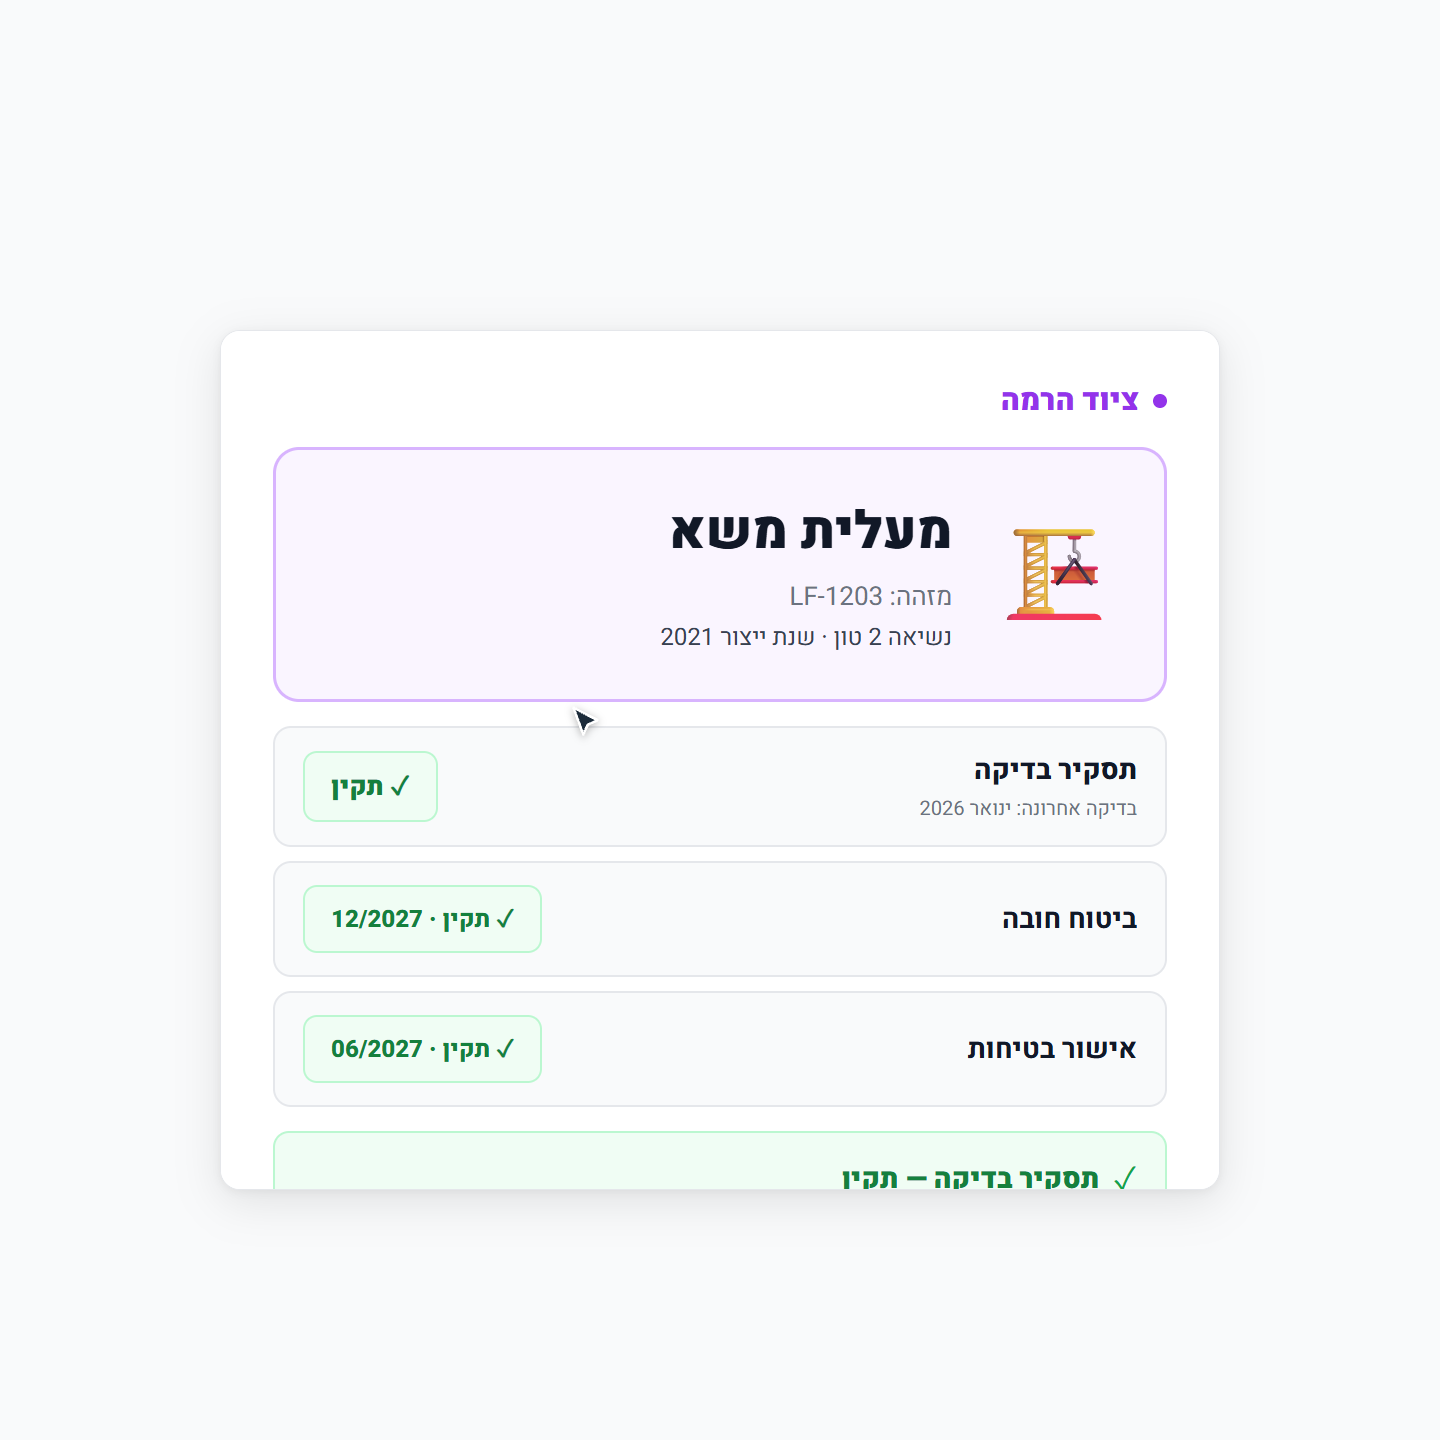 ציוד הרמה
מעלית משא
מזהה: LF-1203
נשיאה 2 טון · שנת ייצור 2021
תסקיר בדיקה
בדיקה אחרונה: ינואר 2026
✓ תקין
ביטוח חובה
✓ תקין · 12/2027
אישור בטיחות
✓ תקין · 06/2027
✓ תסקיר בדיקה – תקין